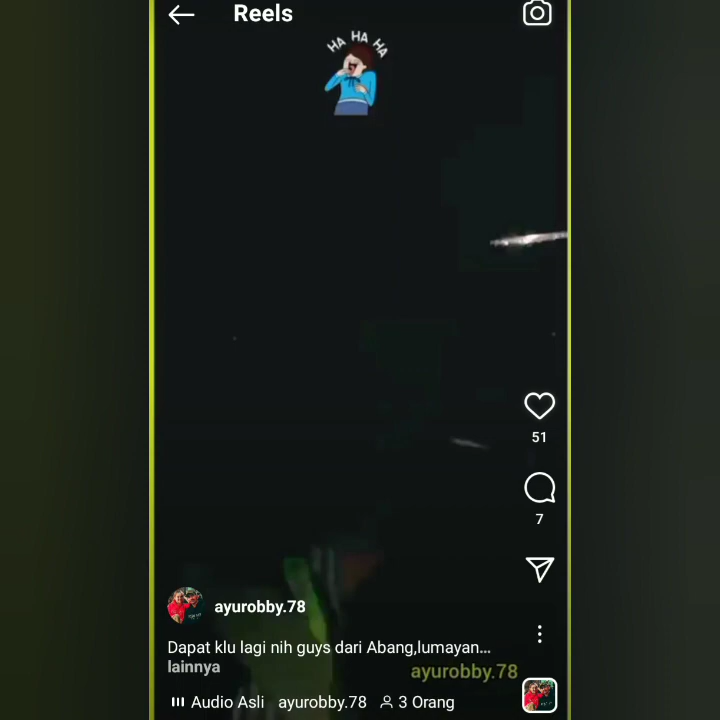 Reels
HA HA HA
51
7
ayurobby.78
Dapat klu lagi nih guys dari Abang,lumayan...
lainnya
ayurobby.78
Audio Asli ayurobby.78 3 Orang